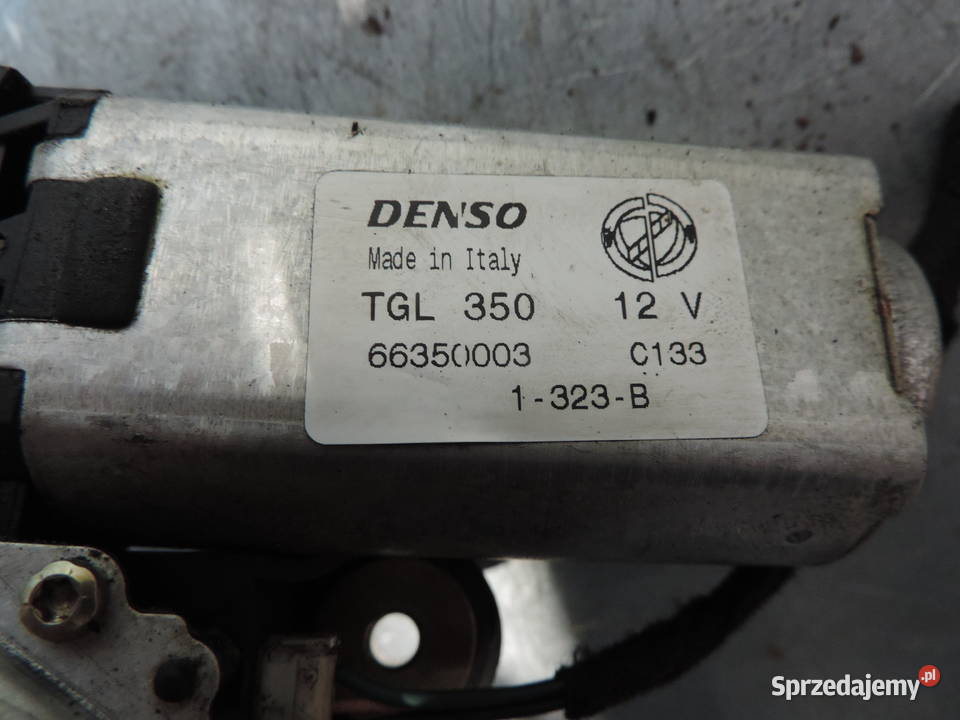 DENSO
Made in Italy
TGL 350 12 V
66350003 C133
1-323-B
Sprzedajemy.pl